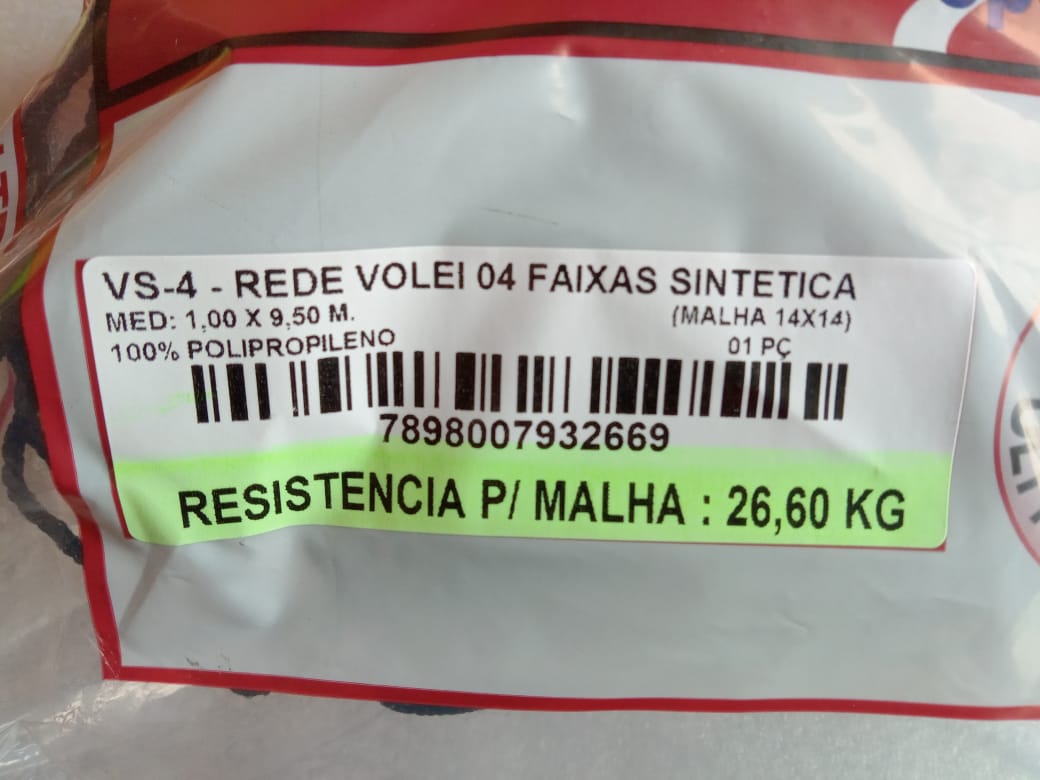 VS-4 - REDE VOLEI 04 FAIXAS SINTETICA
MED: 1,00 X 9,50 M. (MALHA 14X14)
100% POLIPROPILENO 01 PÇ
7898007932669
RESISTENCIA P/ MALHA : 26,60 KG